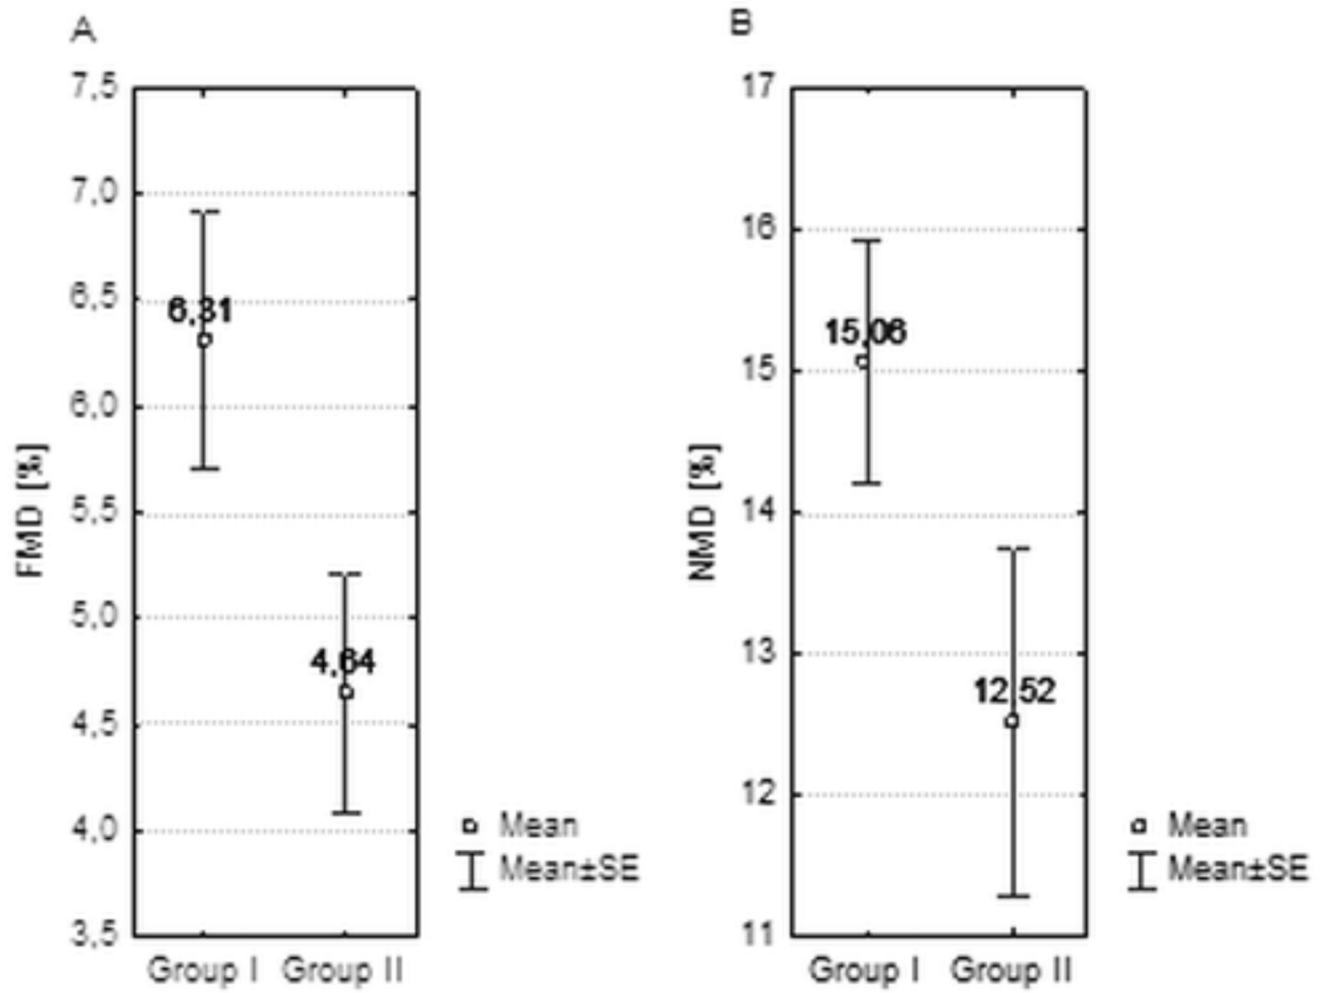 A
7,5
7,0
6,5
6,0
5,5
5,0
4,5
4,0
3,5
FMD [%]
6,31
4,64
Group I Group II
Mean
Mean±SE
B
17
16
15
14
13
12
11
NMD [%]
15,06
12,52
Group I Group II
Mean
Mean±SE